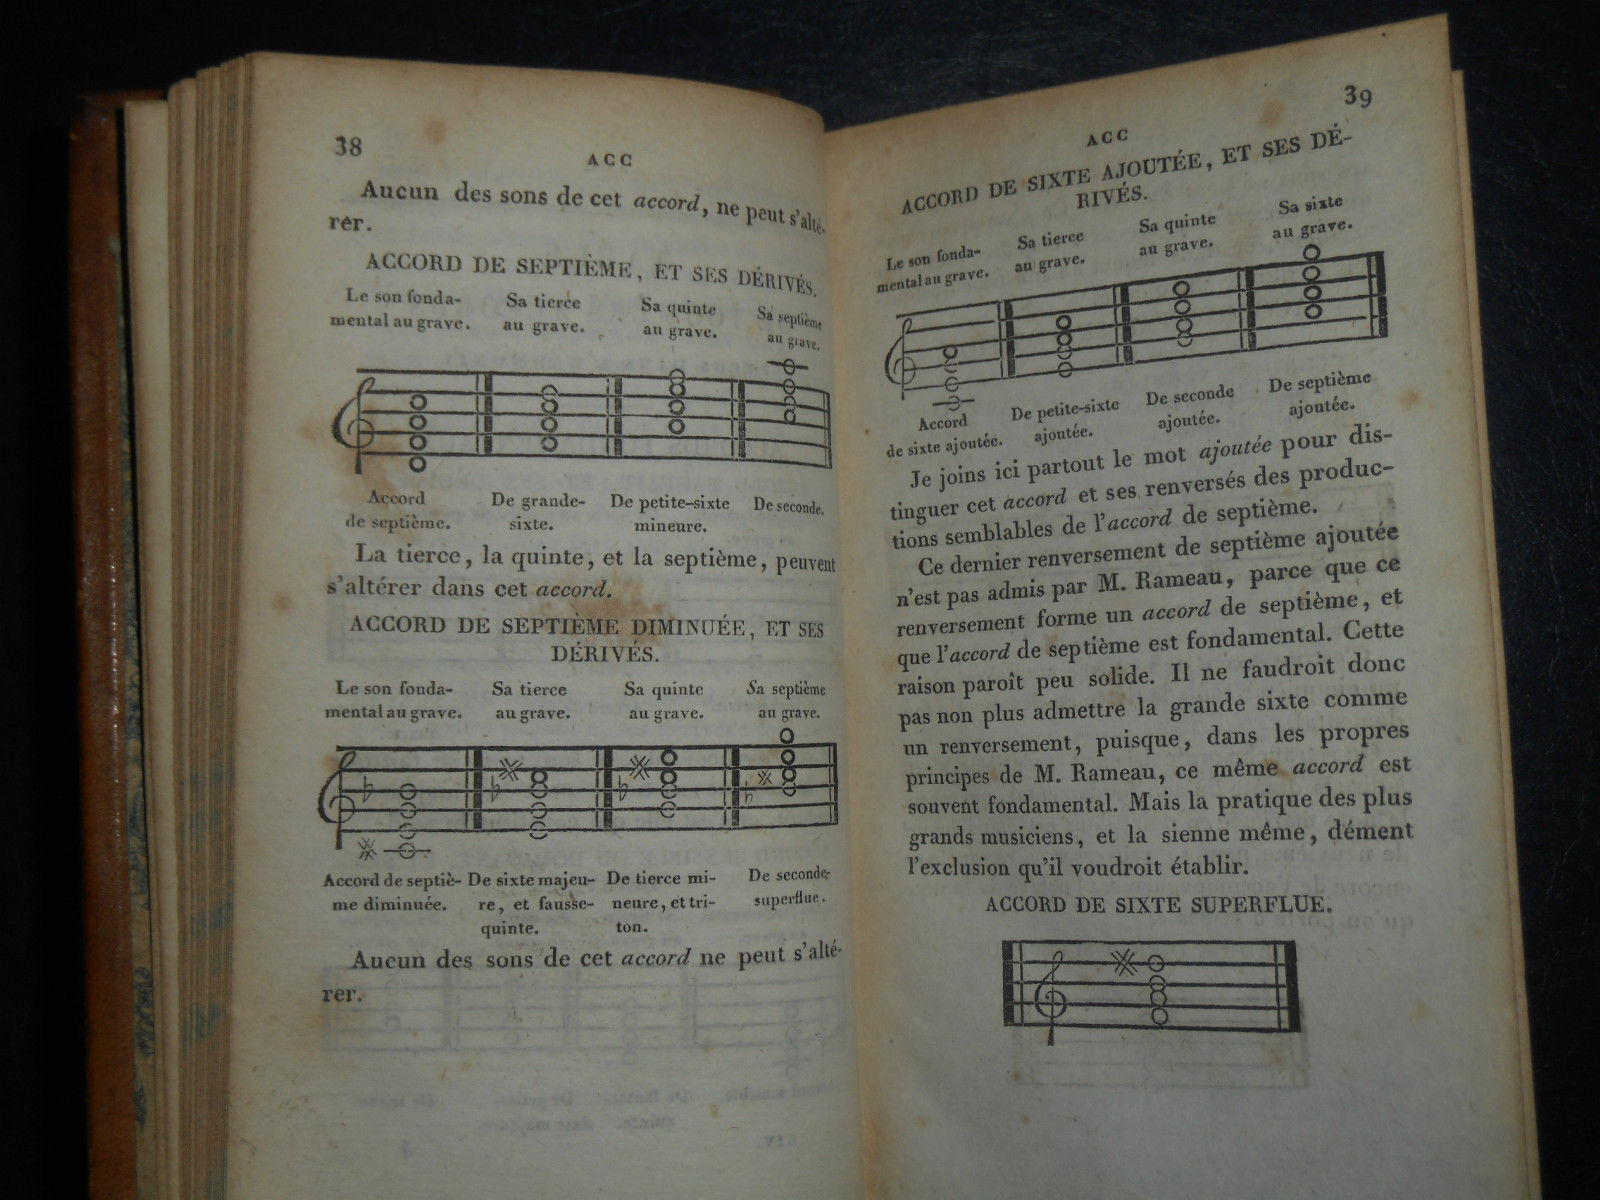 38
ACC
Aucun des sons de cet accord, ne peut s'alté-
rer.
ACCORD DE SEPTIÈME, ET SES DÉRIVÉS.
Le son fonda- Sa tierce Sa quinte Sa septième
mental au grave. au grave. au grave. au grave.
Accord De grande- De petite-sixte De seconde.
de septième. sixte. mineure.
La tierce, la quinte, et la septième, peuvent
s'altérer dans cet accord.
ACCORD DE SEPTIÈME DIMINUÉE, ET SES
DÉRIVÉS.
Le son fonda- Sa tierce Sa quinte Sa septième
mental au grave. au grave. au grave. au grave.
Accord de septiè- De sixte majeu- De tierce mi- De seconde-
me diminuée. re, et fausse- neure, et tri- superflue.
quinte. ton.
Aucun des sons de cet accord ne peut s'alté-
rer.
39
ACC
ACCORD DE SIXTE AJOUTÉE, ET SES DÉ-
RIVÉS.
Le son fonda- Sa tierce Sa quinte Sa sixte
mental au grave. au grave. au grave. au grave.
Accord De petite-sixte De seconde De septième
de sixte ajoutée. ajoutée. ajoutée. ajoutée.
Je joins ici partout le mot ajoutée pour dis-
tinguer cet accord et ses renversés des produc-
tions semblables de l'accord de septième.
Ce dernier renversement de septième ajoutée
n'est pas admis par M. Rameau, parce que ce
renversement forme un accord de septième, et
que l'accord de septième est fondamental. Cette
raison paroît peu solide. Il ne faudroit donc
pas non plus admettre la grande sixte comme
un renversement, puisque, dans les propres
principes de M. Rameau, ce même accord est
souvent fondamental. Mais la pratique des plus
grands musiciens, et la sienne même, dément
l'exclusion qu'il voudroit établir.
ACCORD DE SIXTE SUPERFLUE.